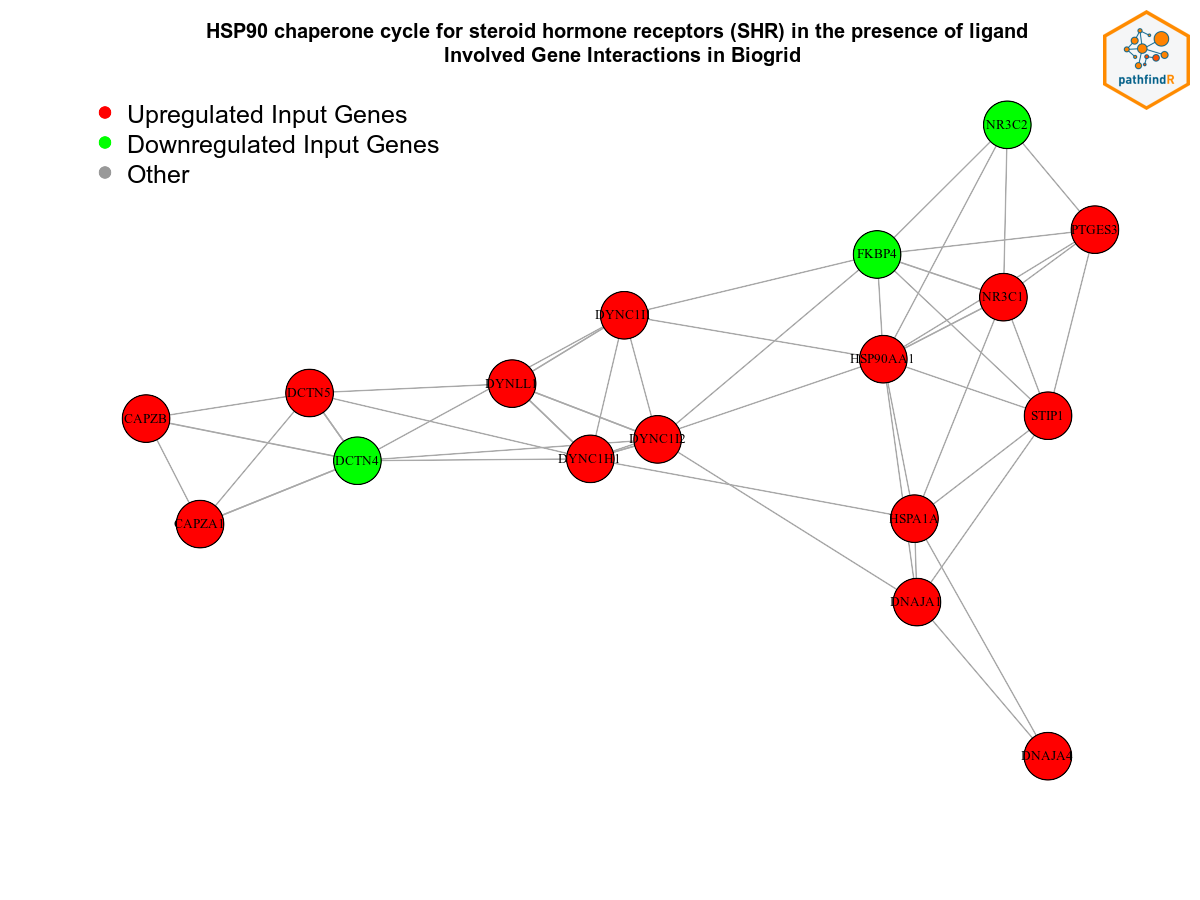 HSP90 chaperone cycle for steroid hormone receptors (SHR) in the presence of ligand
Involved Gene Interactions in Biogrid
pathfindR
Upregulated Input Genes
Downregulated Input Genes
Other
NR3C2
PTGES3
FKBP4
NR3C1
HSP90AA1
DYNLL1
DCTN5
CAPZB
STIP1
DYNC1I2
DYNC1H1
DCTN4
HSPA1A
CAPZA1
DNAJA1
DNAJA4